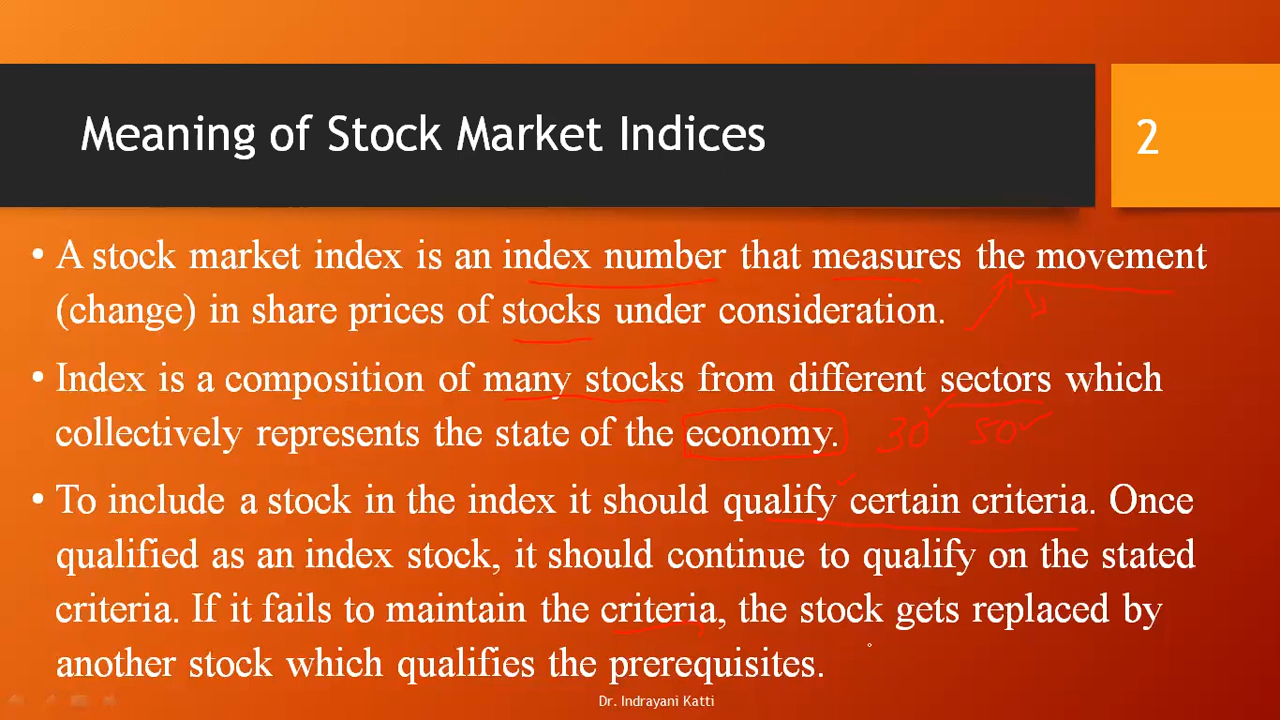 Meaning of Stock Market Indices
2
• A stock market index is an index number that measures the movement
(change) in share prices of stocks under consideration.
• Index is a composition of many stocks from different sectors which
collectively represents the state of the economy.
30 50
• To include a stock in the index it should qualify certain criteria. Once
qualified as an index stock, it should continue to qualify on the stated
criteria. If it fails to maintain the criteria, the stock gets replaced by
another stock which qualifies the prerequisites.
Dr. Indrayani Katti